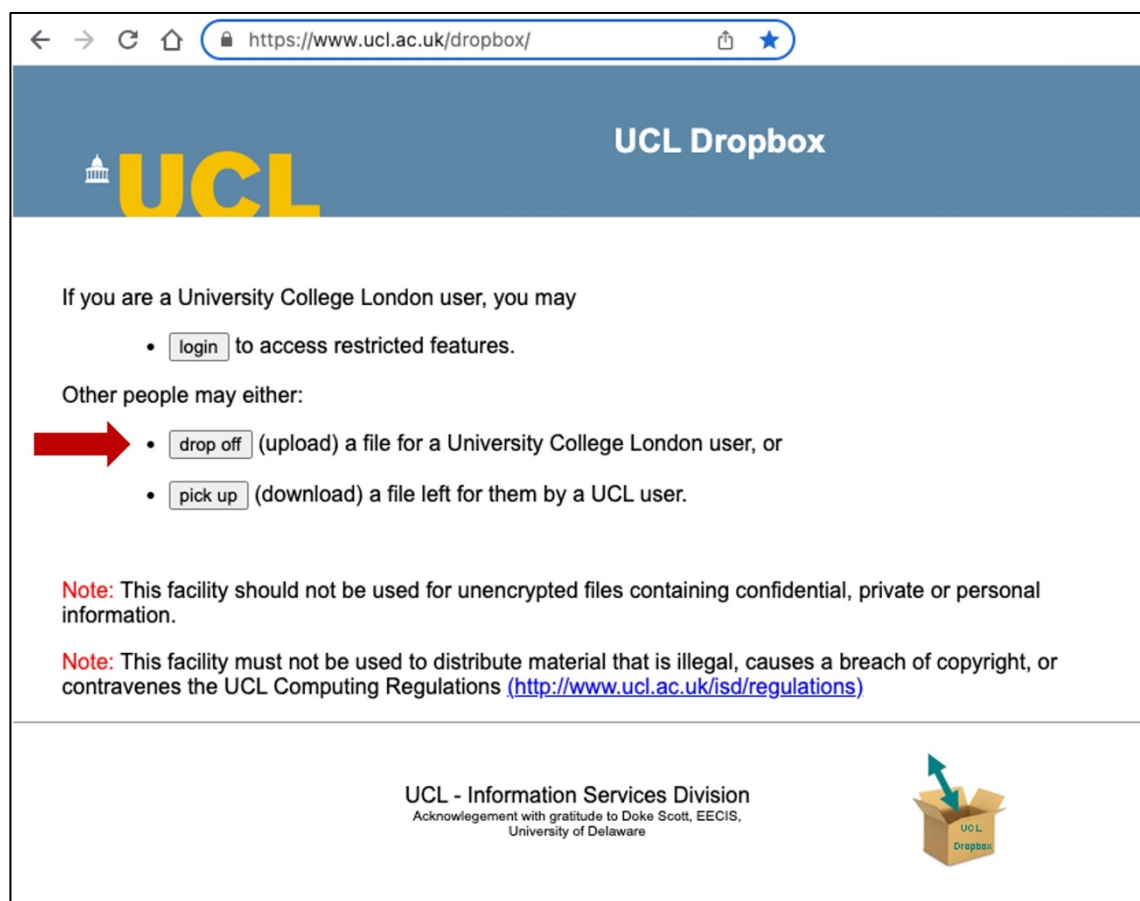 https://www.ucl.ac.uk/dropbox/
UCL Dropbox
UCL
If you are a University College London user, you may
• login to access restricted features.
Other people may either:
• drop off (upload) a file for a University College London user, or
• pick up (download) a file left for them by a UCL user.
Note: This facility should not be used for unencrypted files containing confidential, private or personal
information.
Note: This facility must not be used to distribute material that is illegal, causes a breach of copyright, or
contravenes the UCL Computing Regulations (http://www.ucl.ac.uk/isd/regulations)
UCL - Information Services Division
Acknowlegement with gratitude to Doke Scott, EECIS,
University of Delaware
UCL
Dropbox